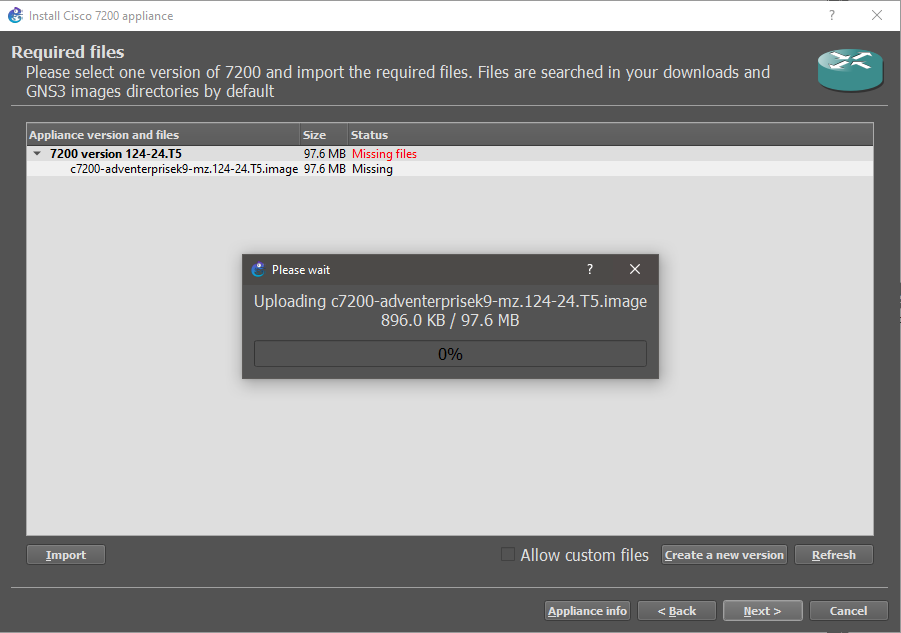 Install Cisco 7200 appliance
Required files
Please select one version of 7200 and import the required files. Files are searched in your downloads and
GNS3 images directories by default
Appliance version and files Size Status
7200 version 124-24.T5 97.6 MB Missing files
c7200-adventerprisek9-mz.124-24.T5.image 97.6 MB Missing
Please wait
Uploading c7200-adventerprisek9-mz.124-24.T5.image
896.0 KB / 97.6 MB
0%
Import Allow custom files Create a new version Refresh
Appliance info < Back Next > Cancel